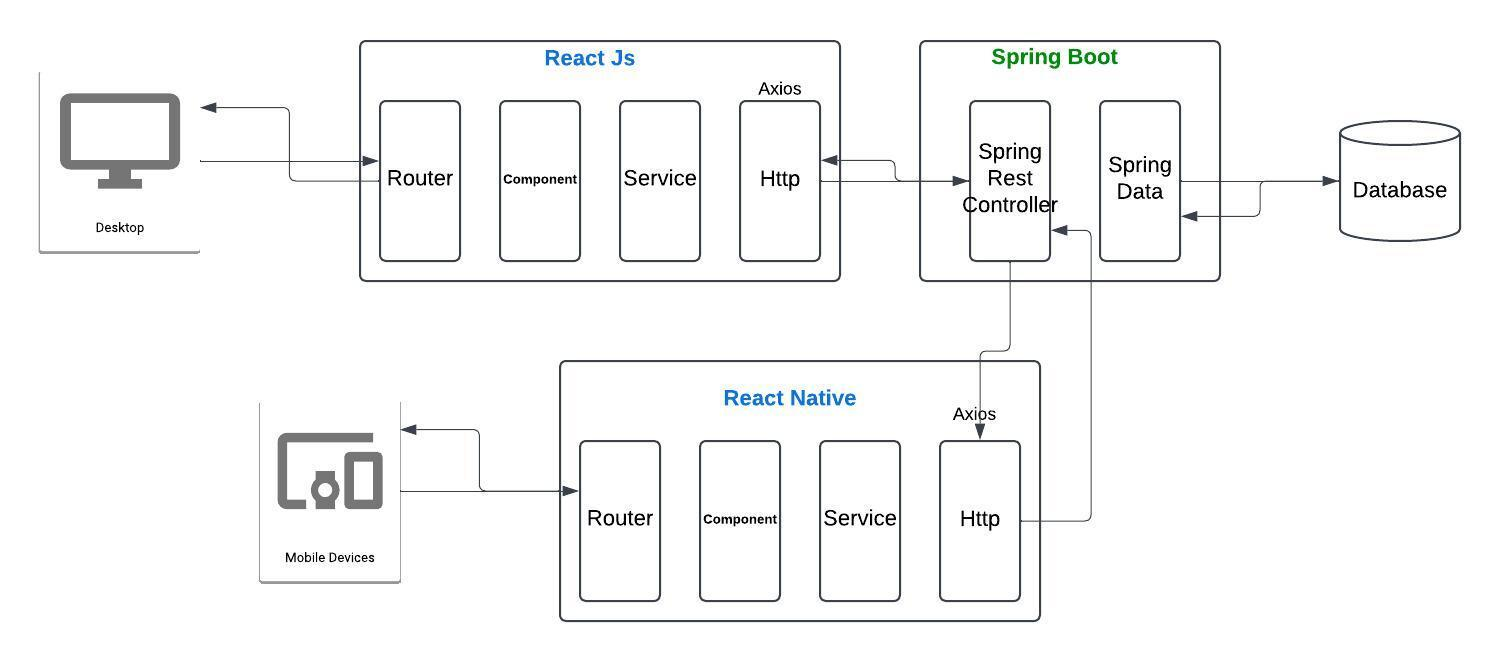 React Js
Spring Boot
Axios
Router
Component
Service
Http
Spring
Rest
Controller
Spring
Data
Database
Desktop
React Native
Axios
Router
Component
Service
Http
Mobile Devices